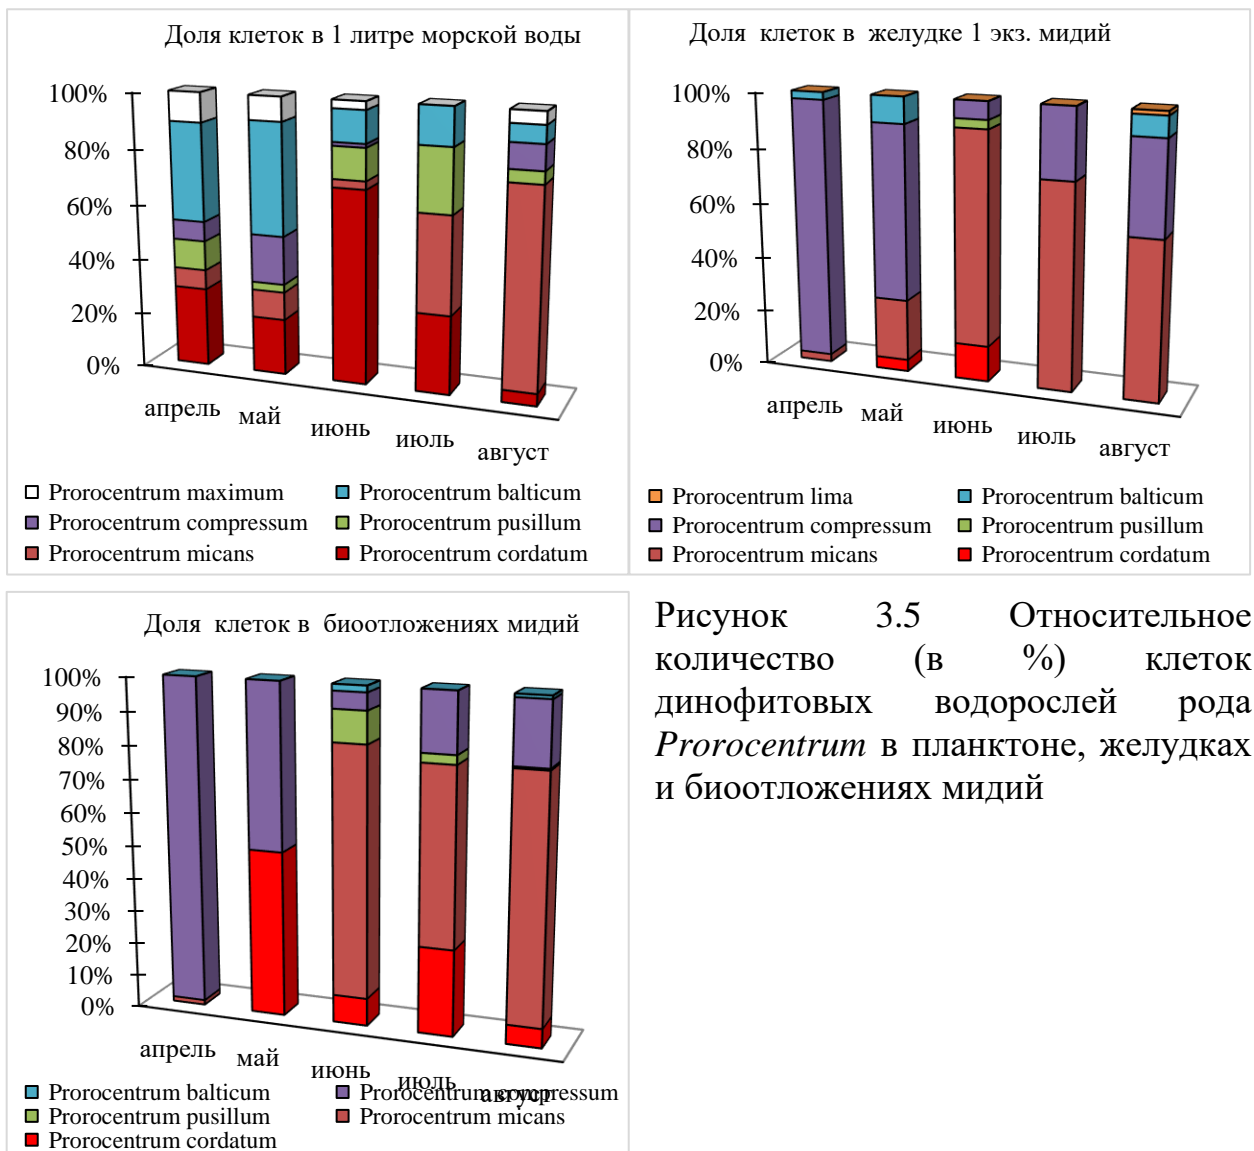 Доля клеток в 1 литре морской воды
100%
80%
60%
40%
20%
0%
апрель
май
июнь
июль
август
Prorocentrum maximum
Prorocentrum balticum
Prorocentrum compressum
Prorocentrum pusillum
Prorocentrum micans
Prorocentrum cordatum
Доля клеток в желудке 1 экз. мидий
100%
80%
60%
40%
20%
0%
апрель
май
июнь
июль
август
Prorocentrum lima
Prorocentrum balticum
Prorocentrum compressum
Prorocentrum pusillum
Prorocentrum micans
Prorocentrum cordatum
Доля клеток в биоотложениях мидий
100%
90%
80%
70%
60%
50%
40%
30%
20%
10%
0%
апрель
май
июнь
июль
август
Prorocentrum balticum
Prorocentrum compressum
Prorocentrum pusillum
Prorocentrum micans
Prorocentrum cordatum
Рисунок 3.5 Относительное
количество (в %) клеток
динофитовых водорослей рода
Prorocentrum в планктоне, желудках
и биоотложениях мидий